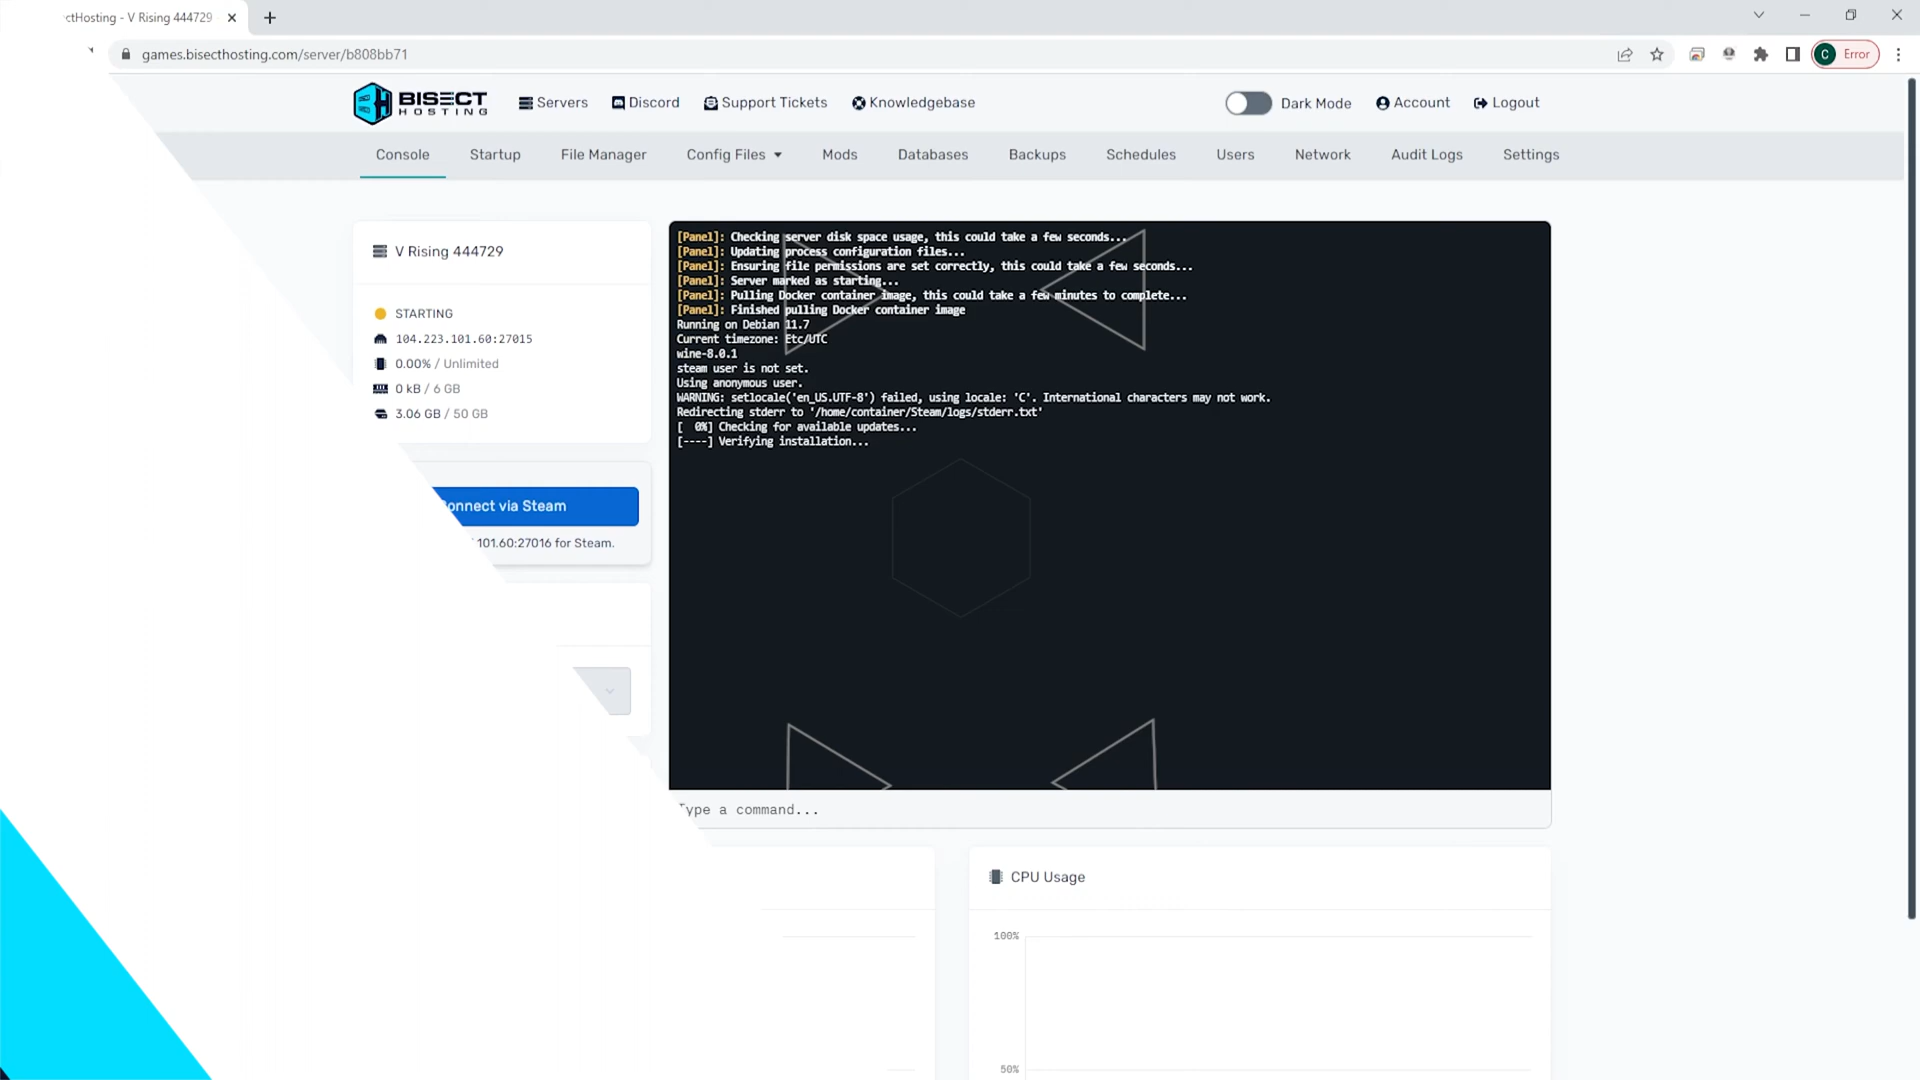 ctHosting - V Rising 444729
games.bisecthosting.com/server/b808bb71
C Error
BISECT HOSTING
Servers
Discord
Support Tickets
Knowledgebase
Dark Mode
Account
Logout
Console
Startup
File Manager
Config Files
Mods
Databases
Backups
Schedules
Users
Network
Audit Logs
Settings
V Rising 444729
STARTING
104.223.101.60:27015
0.00% / Unlimited
0 kB / 6 GB
3.06 GB / 50 GB
onnect via Steam
101.60:27016 for Steam.
[Panel]: Checking server disk space usage, this could take a few seconds...
[Panel]: Updating process configuration files...
[Panel]: Ensuring file permissions are set correctly, this could take a few seconds...
[Panel]: Server marked as starting...
[Panel]: Pulling Docker container image, this could take a few minutes to complete...
[Panel]: Finished pulling Docker container image
Running on Debian 11.7
Current timezone: Etc/UTC
wine-8.0.1
steam user is not set.
Using anonymous user.
WARNING: setlocale('en_US.UTF-8') failed, using locale: 'C'. International characters may not work.
Redirecting stderr to '/home/container/Steam/logs/stderr.txt'
[  0%] Checking for available updates...
[----] Verifying installation...
Type a command...
CPU Usage
100%
50%